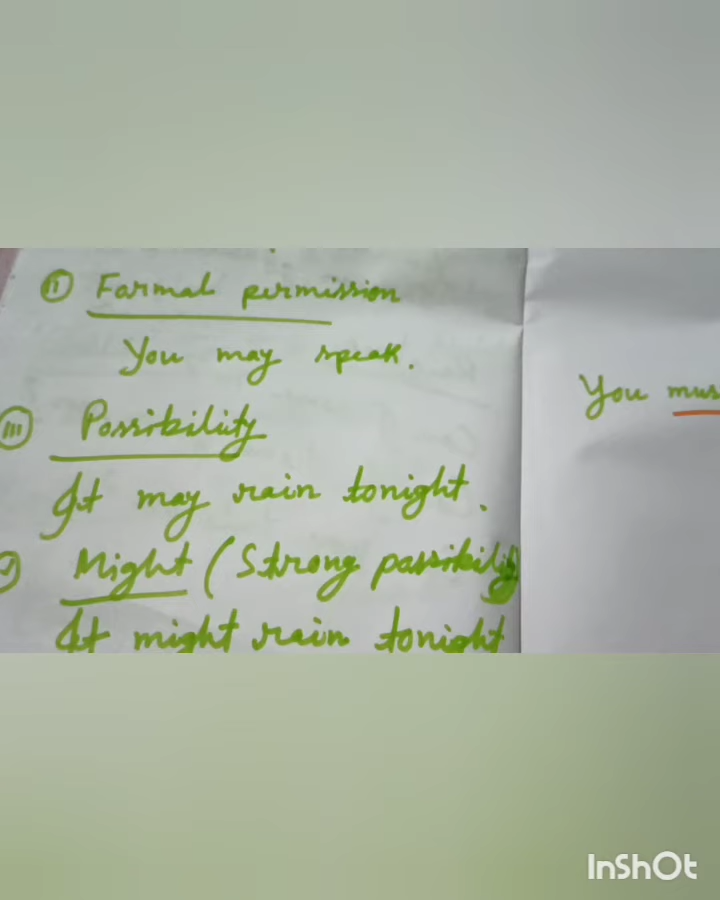 (II) Formal permission
You may speak.
(III) Possibility
It may rain tonight.
Might (Strong possibility
It might rain tonight
You mus
InShOt